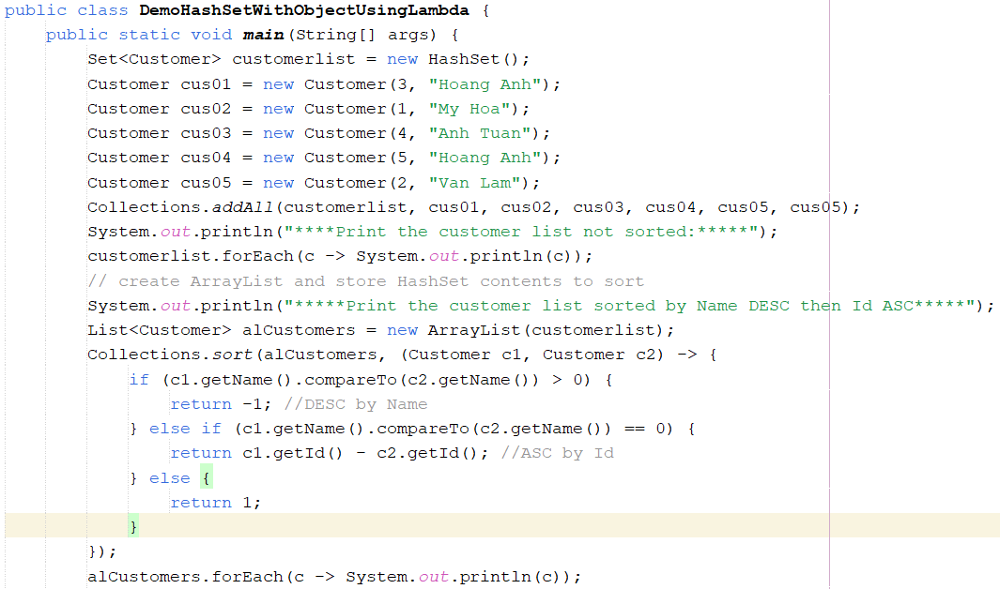 public class DemoHashSetWithObjectUsingLambda {
    public static void main(String[] args) {
        Set<Customer> customerlist = new HashSet();
        Customer cus01 = new Customer(3, "Hoang Anh");
        Customer cus02 = new Customer(1, "My Hoa");
        Customer cus03 = new Customer(4, "Anh Tuan");
        Customer cus04 = new Customer(5, "Hoang Anh");
        Customer cus05 = new Customer(2, "Van Lam");
        Collections.addAll(customerlist, cus01, cus02, cus03, cus04, cus05, cus05);
        System.out.println("****Print the customer list not sorted:*****");
        customerlist.forEach(c -> System.out.println(c));
        // create ArrayList and store HashSet contents to sort
        System.out.println("*****Print the customer list sorted by Name DESC then Id ASC*****");
        List<Customer> alCustomers = new ArrayList(customerlist);
        Collections.sort(alCustomers, (Customer c1, Customer c2) -> {
            if (c1.getName().compareTo(c2.getName()) > 0) {
                return -1; //DESC by Name
            } else if (c1.getName().compareTo(c2.getName()) == 0) {
                return c1.getId() - c2.getId(); //ASC by Id
            } else {
                return 1;
            }
        });
        alCustomers.forEach(c -> System.out.println(c));